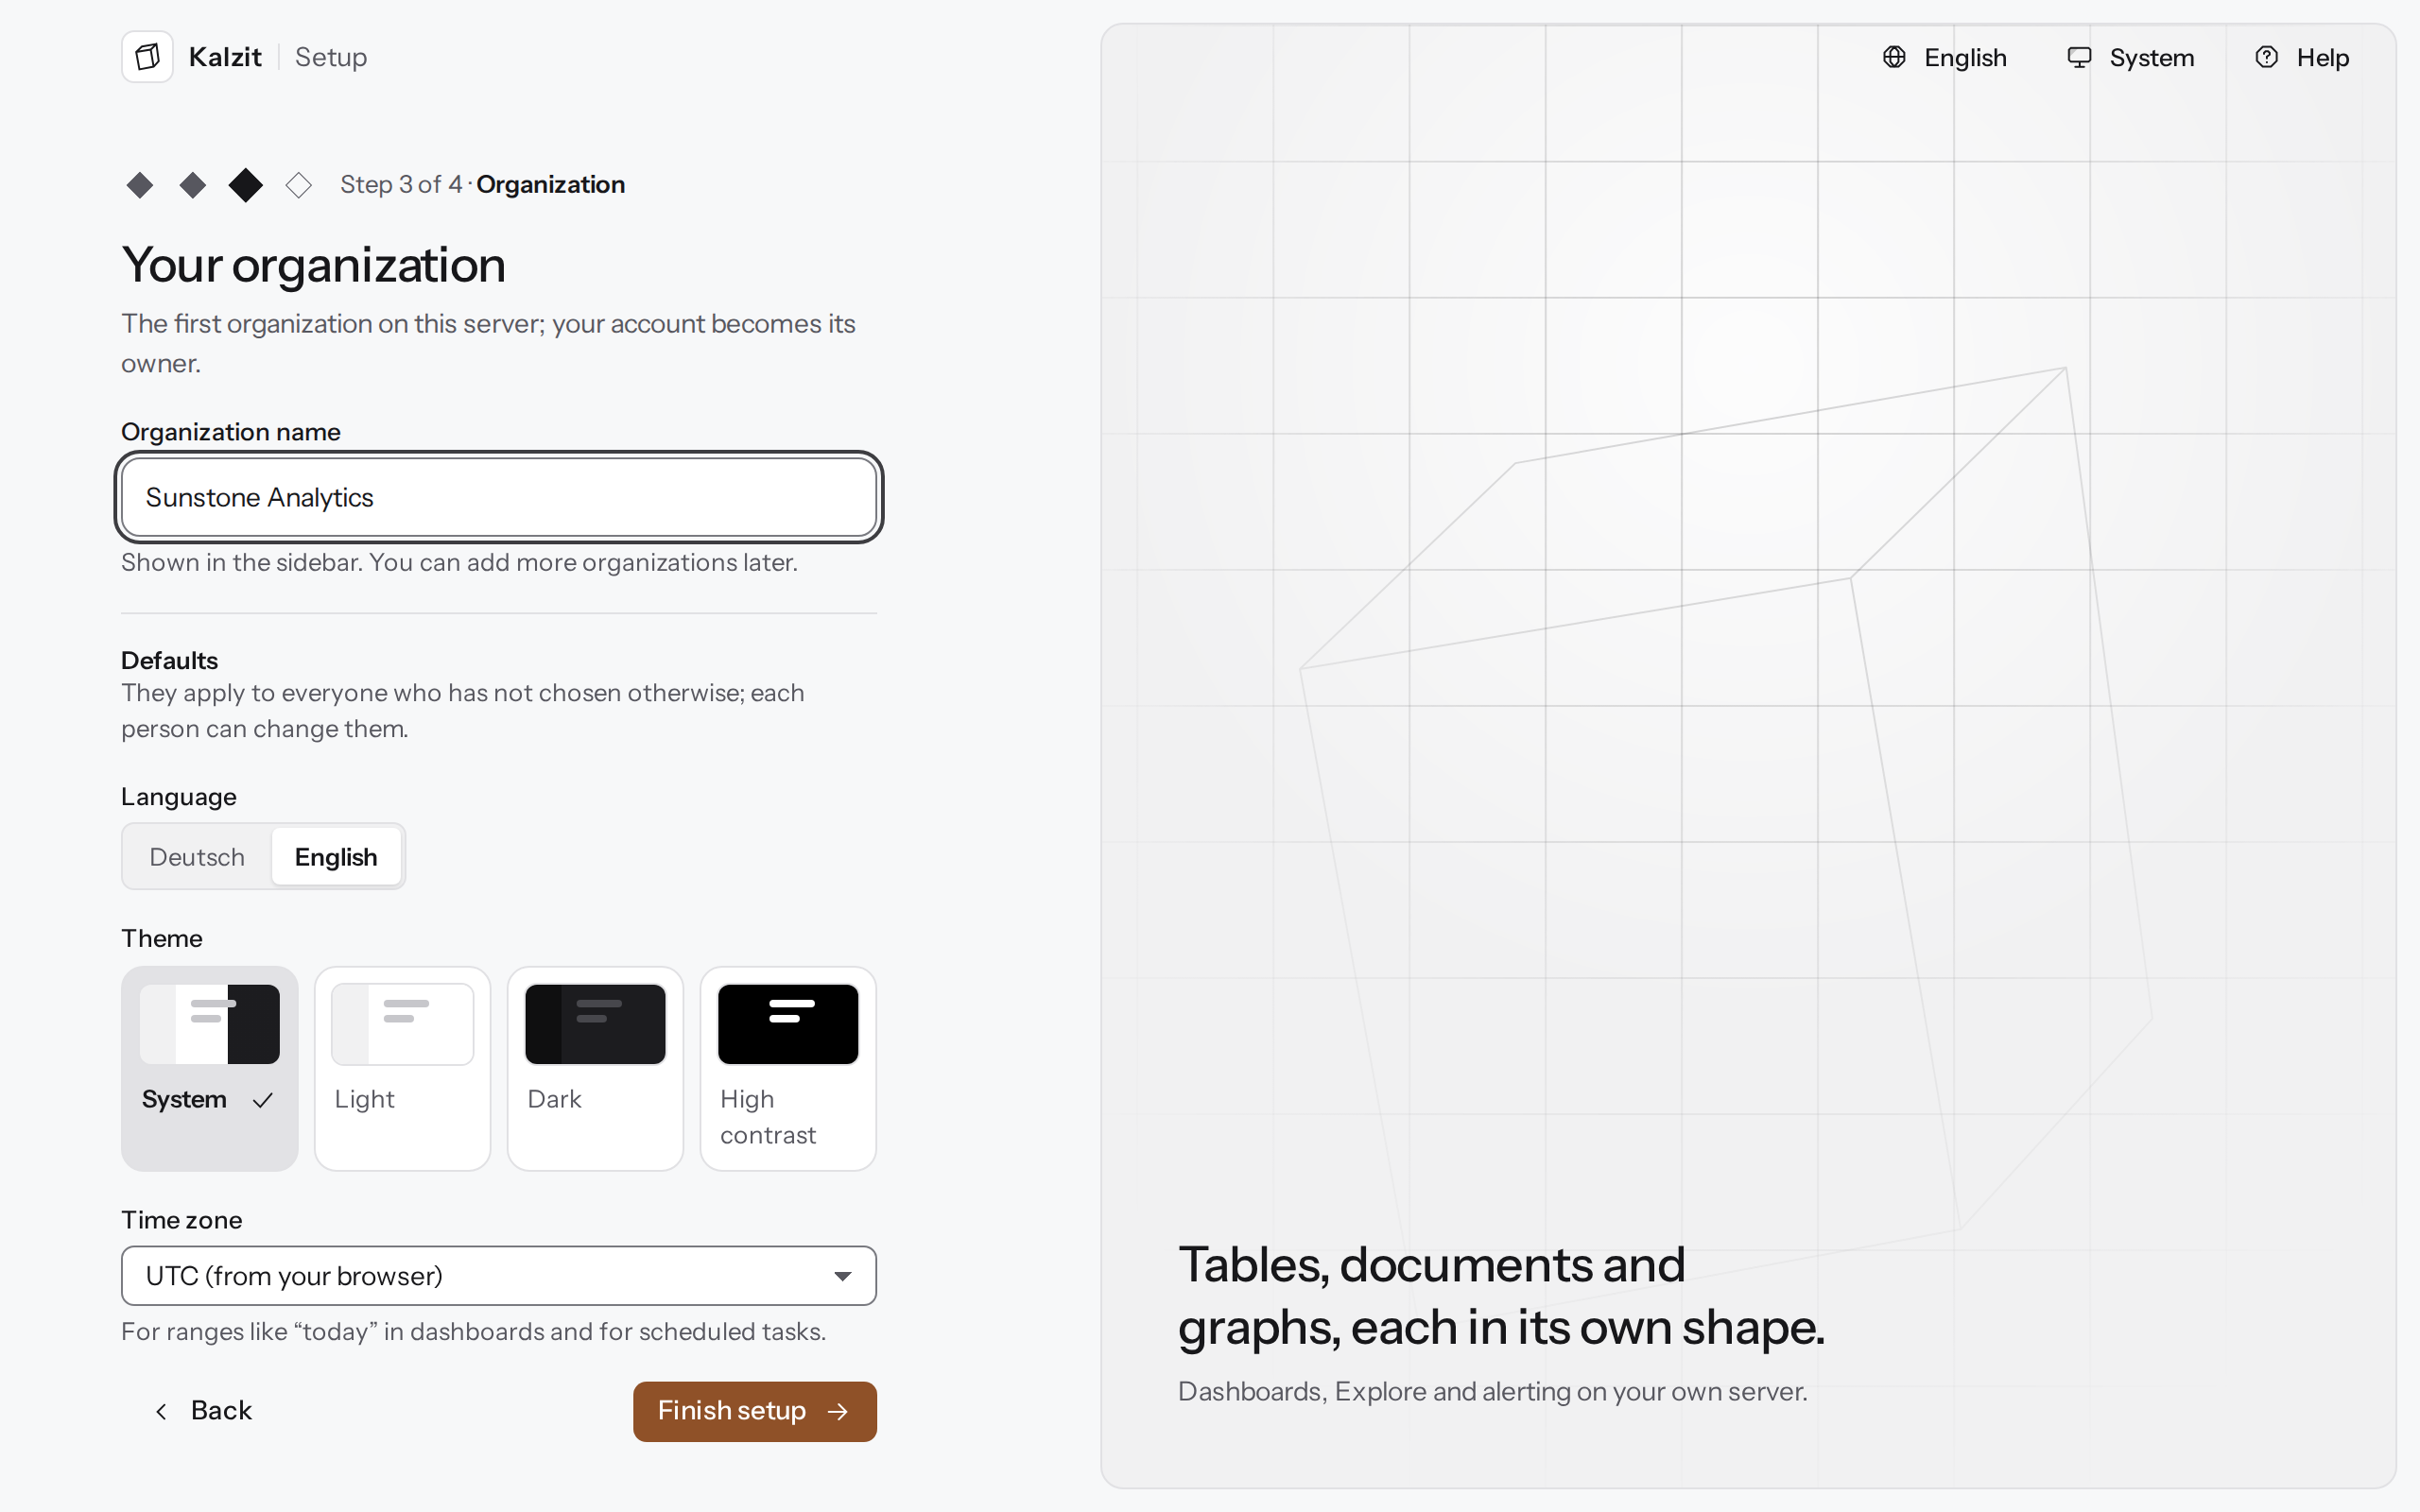 Kalzit
Setup
English
System
Help
Step 3 of 4 · Organization
Your organization
The first organization on this server; your account becomes its
owner.
Organization name
Sunstone Analytics
Shown in the sidebar. You can add more organizations later.
Defaults
They apply to everyone who has not chosen otherwise; each
person can change them.
Language
Deutsch
English
Theme
System
Light
Dark
High
contrast
Time zone
UTC (from your browser)
For ranges like “today” in dashboards and for scheduled tasks.
Back
Finish setup
Tables, documents and
graphs, each in its own shape.
Dashboards, Explore and alerting on your own server.